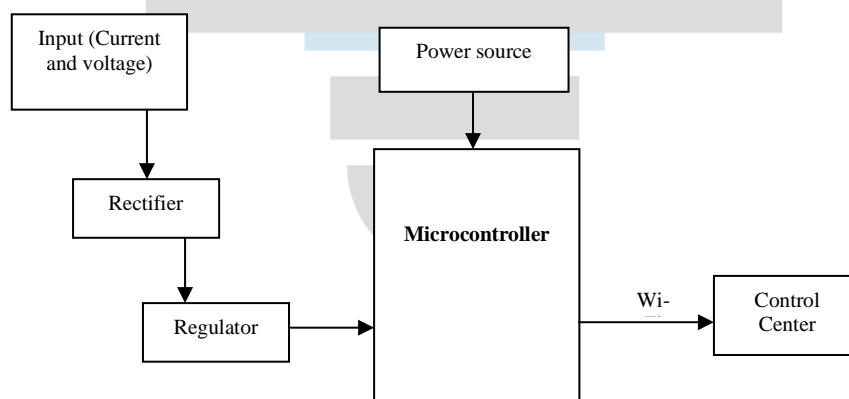 Input (Current
and voltage)
Power source
Rectifier
Microcontroller
Regulator
Wi-
Control
Center